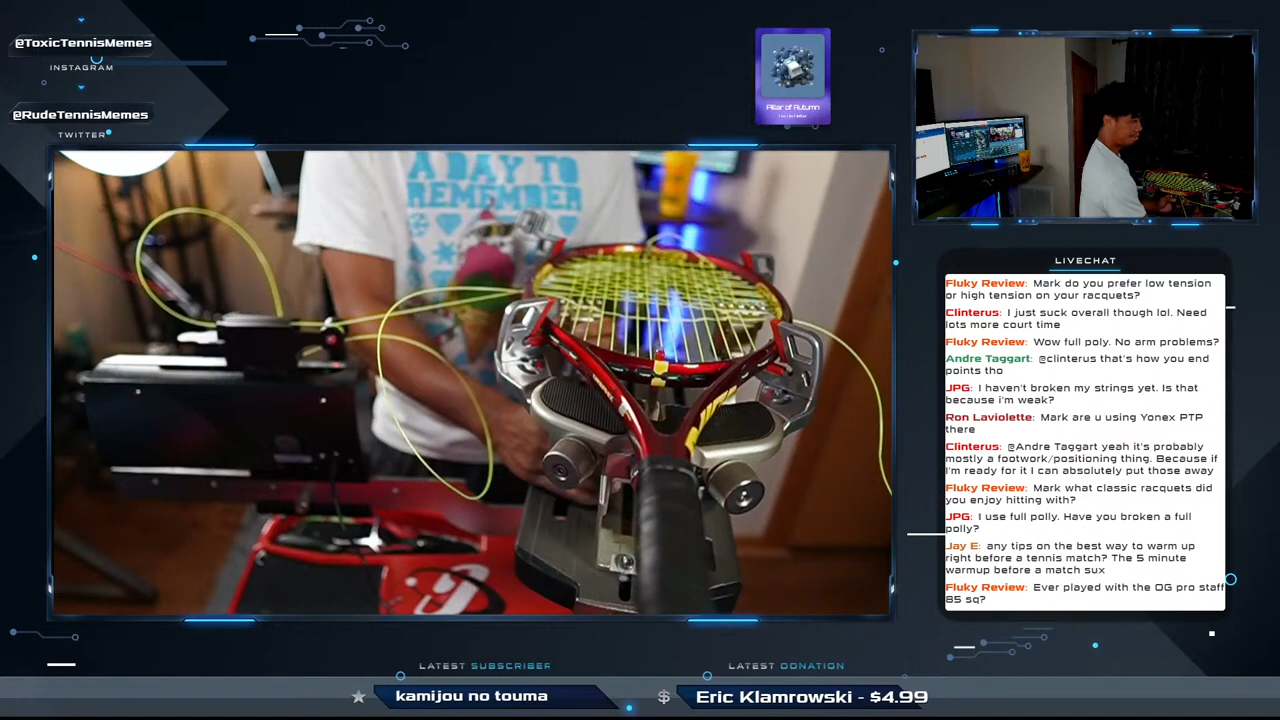 @ToxicTennisMemes
INSTAGRAM
@RudeTennisMemes
TWITTER
Pillar of Autumn
A DAY TO
REMEMBER
LIVECHAT
Fluky Review: Mark do you prefer low tension
or high tension on your racquets?
Clinterus: I just suck overall though lol. Need
lots more court time
Fluky Review: Wow full poly. No arm problems?
Andre Taggart: @clinterus that's how you end
points tho
JPG: I haven't broken my strings yet. Is that
because i'm weak?
Ron Laviolette: Mark are u using Yonex PTP
there
Clinterus: @Andre Taggart yeah it's probably
mostly a footwork/positioning thing. Because if
I'm ready for it I can absolutely put those away
Fluky Review: Mark what classic racquets did
you enjoy hitting with?
JPG: I use full polly. Have you broken a full
polly?
Jay E: any tips on the best way to warm up
right before a tennis match? The 5 minute
warmup before a match sux
Fluky Review: Ever played with the OG pro staff
85 sq?
LATEST SUBSCRIBER
kamijou no touma
LATEST DONATION
$ Eric Klamrowski - $4.99